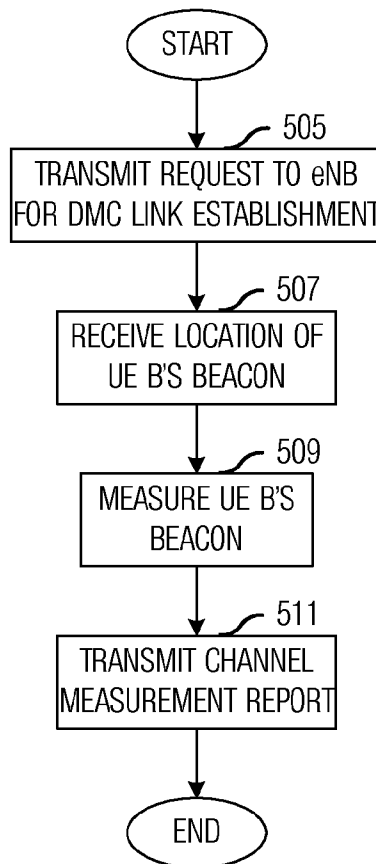 START
505
TRANSMIT REQUEST TO eNB
FOR DMC LINK ESTABLISHMENT
507
RECEIVE LOCATION OF
UE B'S BEACON
509
MEASURE UE B'S
BEACON
511
TRANSMIT CHANNEL
MEASUREMENT REPORT
END